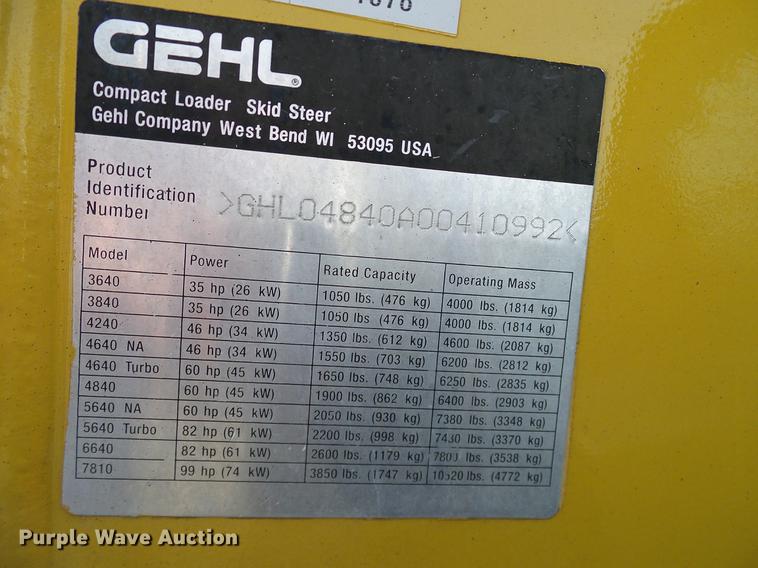 GEHL®
Compact Loader Skid Steer
Gehl Company West Bend WI 53095 USA
Product
Identification
Number
>GHL04840A00410992<
Model Power Rated Capacity Operating Mass
3640 35 hp (26 kW) 1050 lbs. (476 kg) 4000 lbs. (1814 kg)
3840 35 hp (26 kW) 1050 lbs. (476 kg) 4000 lbs. (1814 kg)
4240 46 hp (34 kW) 1350 lbs. (612 kg) 4600 lbs. (2087 kg)
4640 NA 46 hp (34 kW) 1550 lbs. (703 kg) 6200 lbs. (2812 kg)
4640 Turbo 60 hp (45 kW) 1650 lbs. (748 kg) 6250 lbs. (2835 kg)
4840 60 hp (45 kW) 1900 lbs. (862 kg) 6400 lbs. (2903 kg)
5640 NA 60 hp (45 kW) 2050 lbs. (930 kg) 7380 lbs. (3348 kg)
5640 Turbo 82 hp (61 kW) 2200 lbs. (998 kg) 7430 lbs. (3370 kg)
6640 82 hp (61 kW) 2600 lbs. (1179 kg) 7800 lbs. (3538 kg)
7810 99 hp (74 kW) 3850 lbs. (1747 kg) 10520 lbs. (4772 kg)
Purple Wave Auction